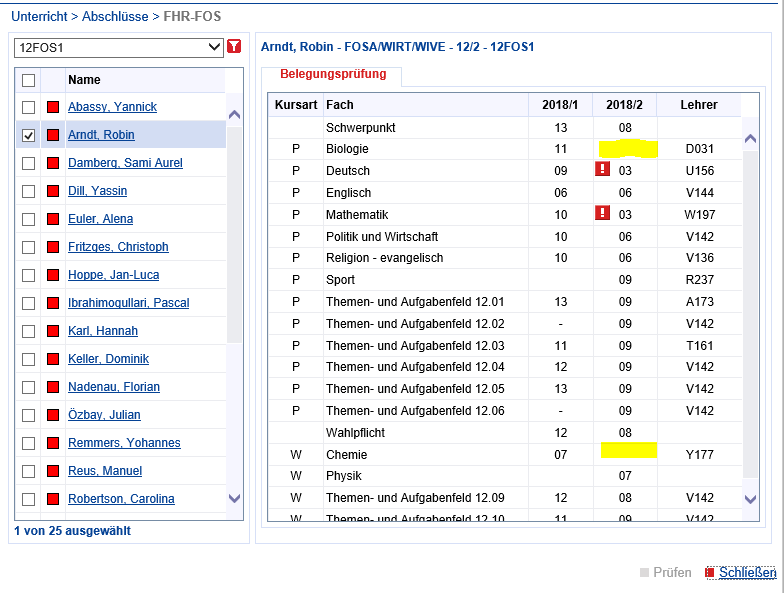 Unterricht > Abschlüsse > FHR-FOS
12FOS1
Name
Abassy, Yannick
Arndt, Robin
Damberg, Sami Aurel
Dill, Yassin
Euler, Alena
Fritzges, Christoph
Hoppe, Jan-Luca
Ibrahimogullari, Pascal
Karl, Hannah
Keller, Dominik
Nadenau, Florian
Özbay, Julian
Remmers, Yohannes
Reus, Manuel
Robertson, Carolina
1 von 25 ausgewählt
Arndt, Robin - FOSA/WIRT/WIVE - 12/2 - 12FOS1
Belegungsprüfung
Kursart Fach 2018/1 2018/2 Lehrer
Schwerpunkt 13 08
P Biologie 11 D031
P Deutsch 09 ! 03 U156
P Englisch 06 06 V144
P Mathematik 10 ! 03 W197
P Politik und Wirtschaft 10 06 V142
P Religion - evangelisch 10 06 V136
P Sport 09 R237
P Themen- und Aufgabenfeld 12.01 13 09 A173
P Themen- und Aufgabenfeld 12.02 - 09 V142
P Themen- und Aufgabenfeld 12.03 11 09 T161
P Themen- und Aufgabenfeld 12.04 12 09 V142
P Themen- und Aufgabenfeld 12.05 13 09 V142
P Themen- und Aufgabenfeld 12.06 - 09 V142
Wahlpflicht 12 08
W Chemie 07 Y177
W Physik 07
W Themen- und Aufgabenfeld 12.09 12 08 V142
W Themen- und Aufgabenfeld 12.10 11 09 V142
Prüfen Schließen